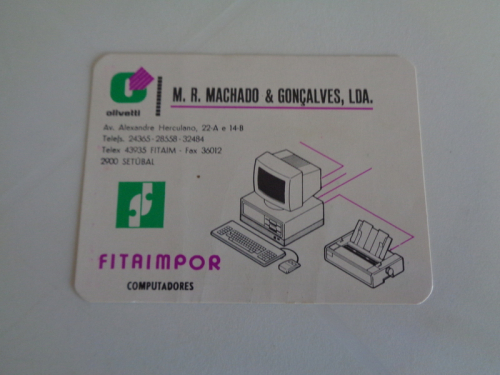 olivetti
M. R. MACHADO & GONÇALVES, LDA.
Av. Alexandre Herculano, 22-A e 14-B
Telefs. 24365 - 28558 - 32484
Telex 43935 FITAIM - Fax 36012
2900 SETÚBAL
FITAIMPOR
COMPUTADORES